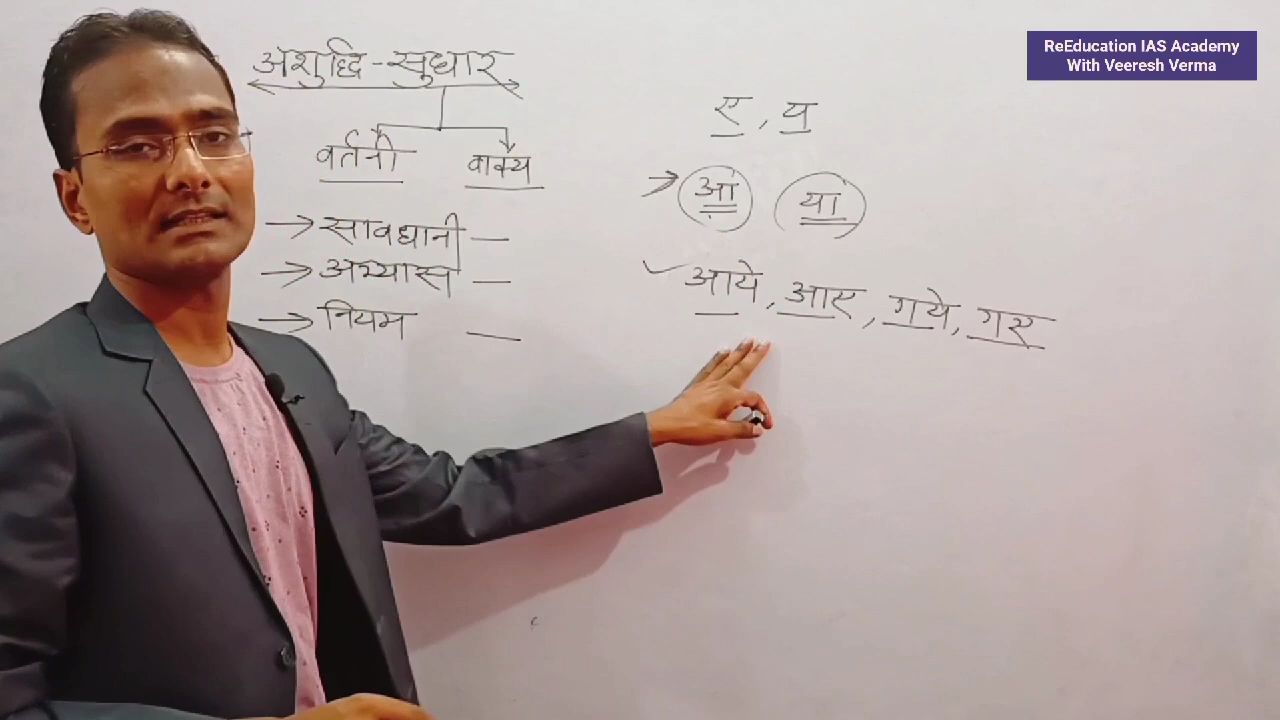 ReEducation IAS Academy
With Veeresh Verma
अशुद्धि-सुधार
वर्तनी वाक्य
→ सावधानी —
→ अभ्यास —
→ नियम —
ए, य
→ आं यां
✓ आये, आए, गये, गए